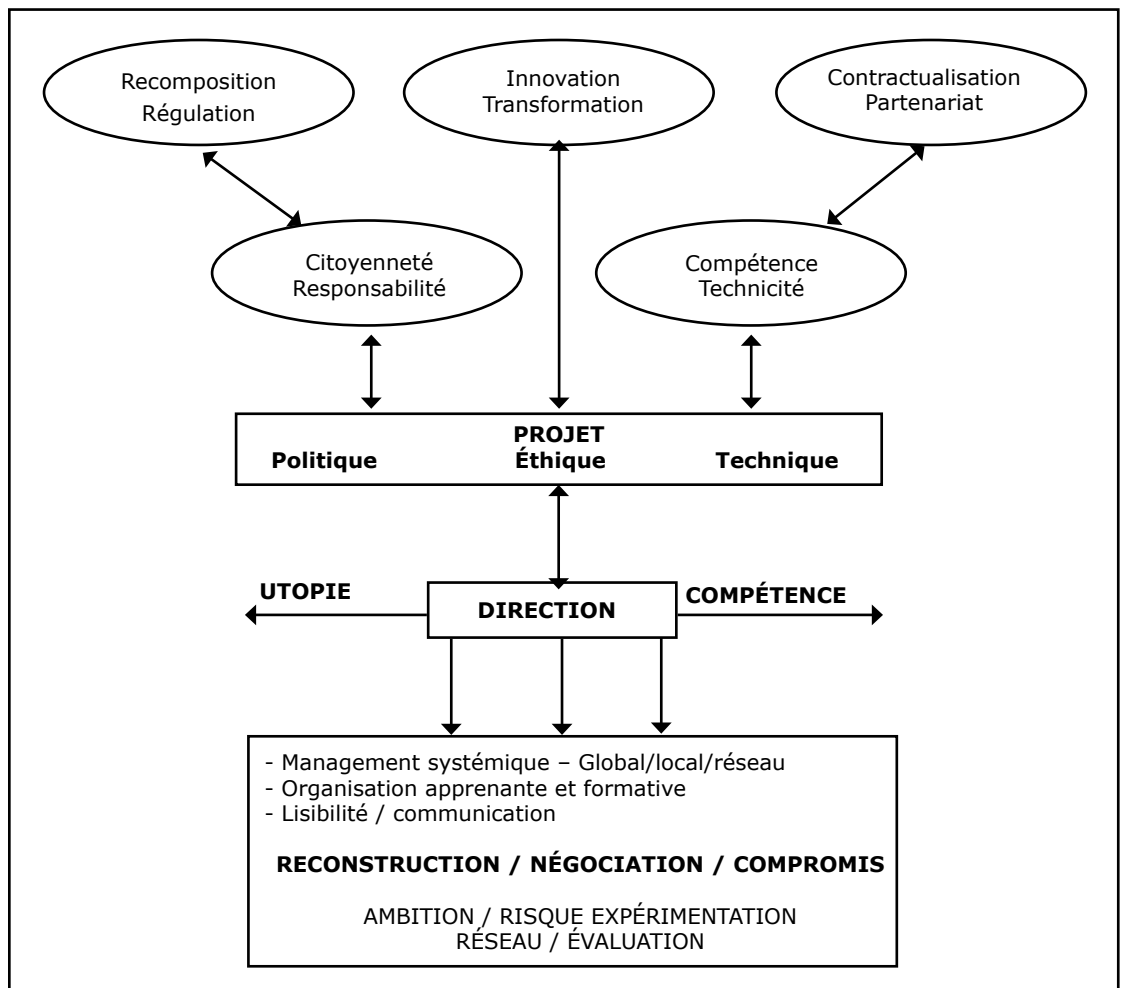 Recomposition
Régulation
Innovation
Transformation
Contractualisation
Partenariat
Citoyenneté
Responsabilité
Compétence
Technicité
PROJET
Politique Éthique Technique
UTOPIE
DIRECTION
COMPÉTENCE
- Management systémique – Global/local/réseau
- Organisation apprenante et formative
- Lisibilité / communication
RECONSTRUCTION / NÉGOCIATION / COMPROMIS
AMBITION / RISQUE EXPÉRIMENTATION
RÉSEAU / ÉVALUATION